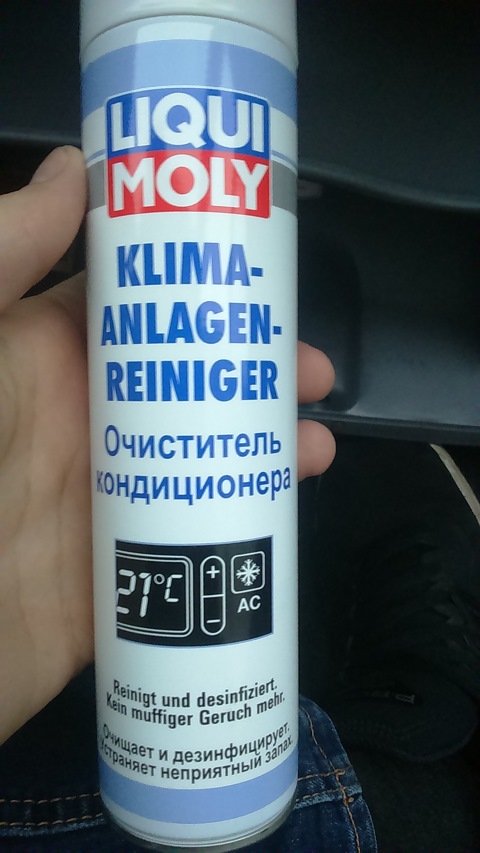 LIQUI
MOLY
KLIMA-
ANLAGEN-
REINIGER
Очиститель
кондиционера
21°C
+
AC
−
Reinigt und desinfiziert.
Kein muffiger Geruch mehr.
Очищает и дезинфицирует.
Устраняет неприятный запах.